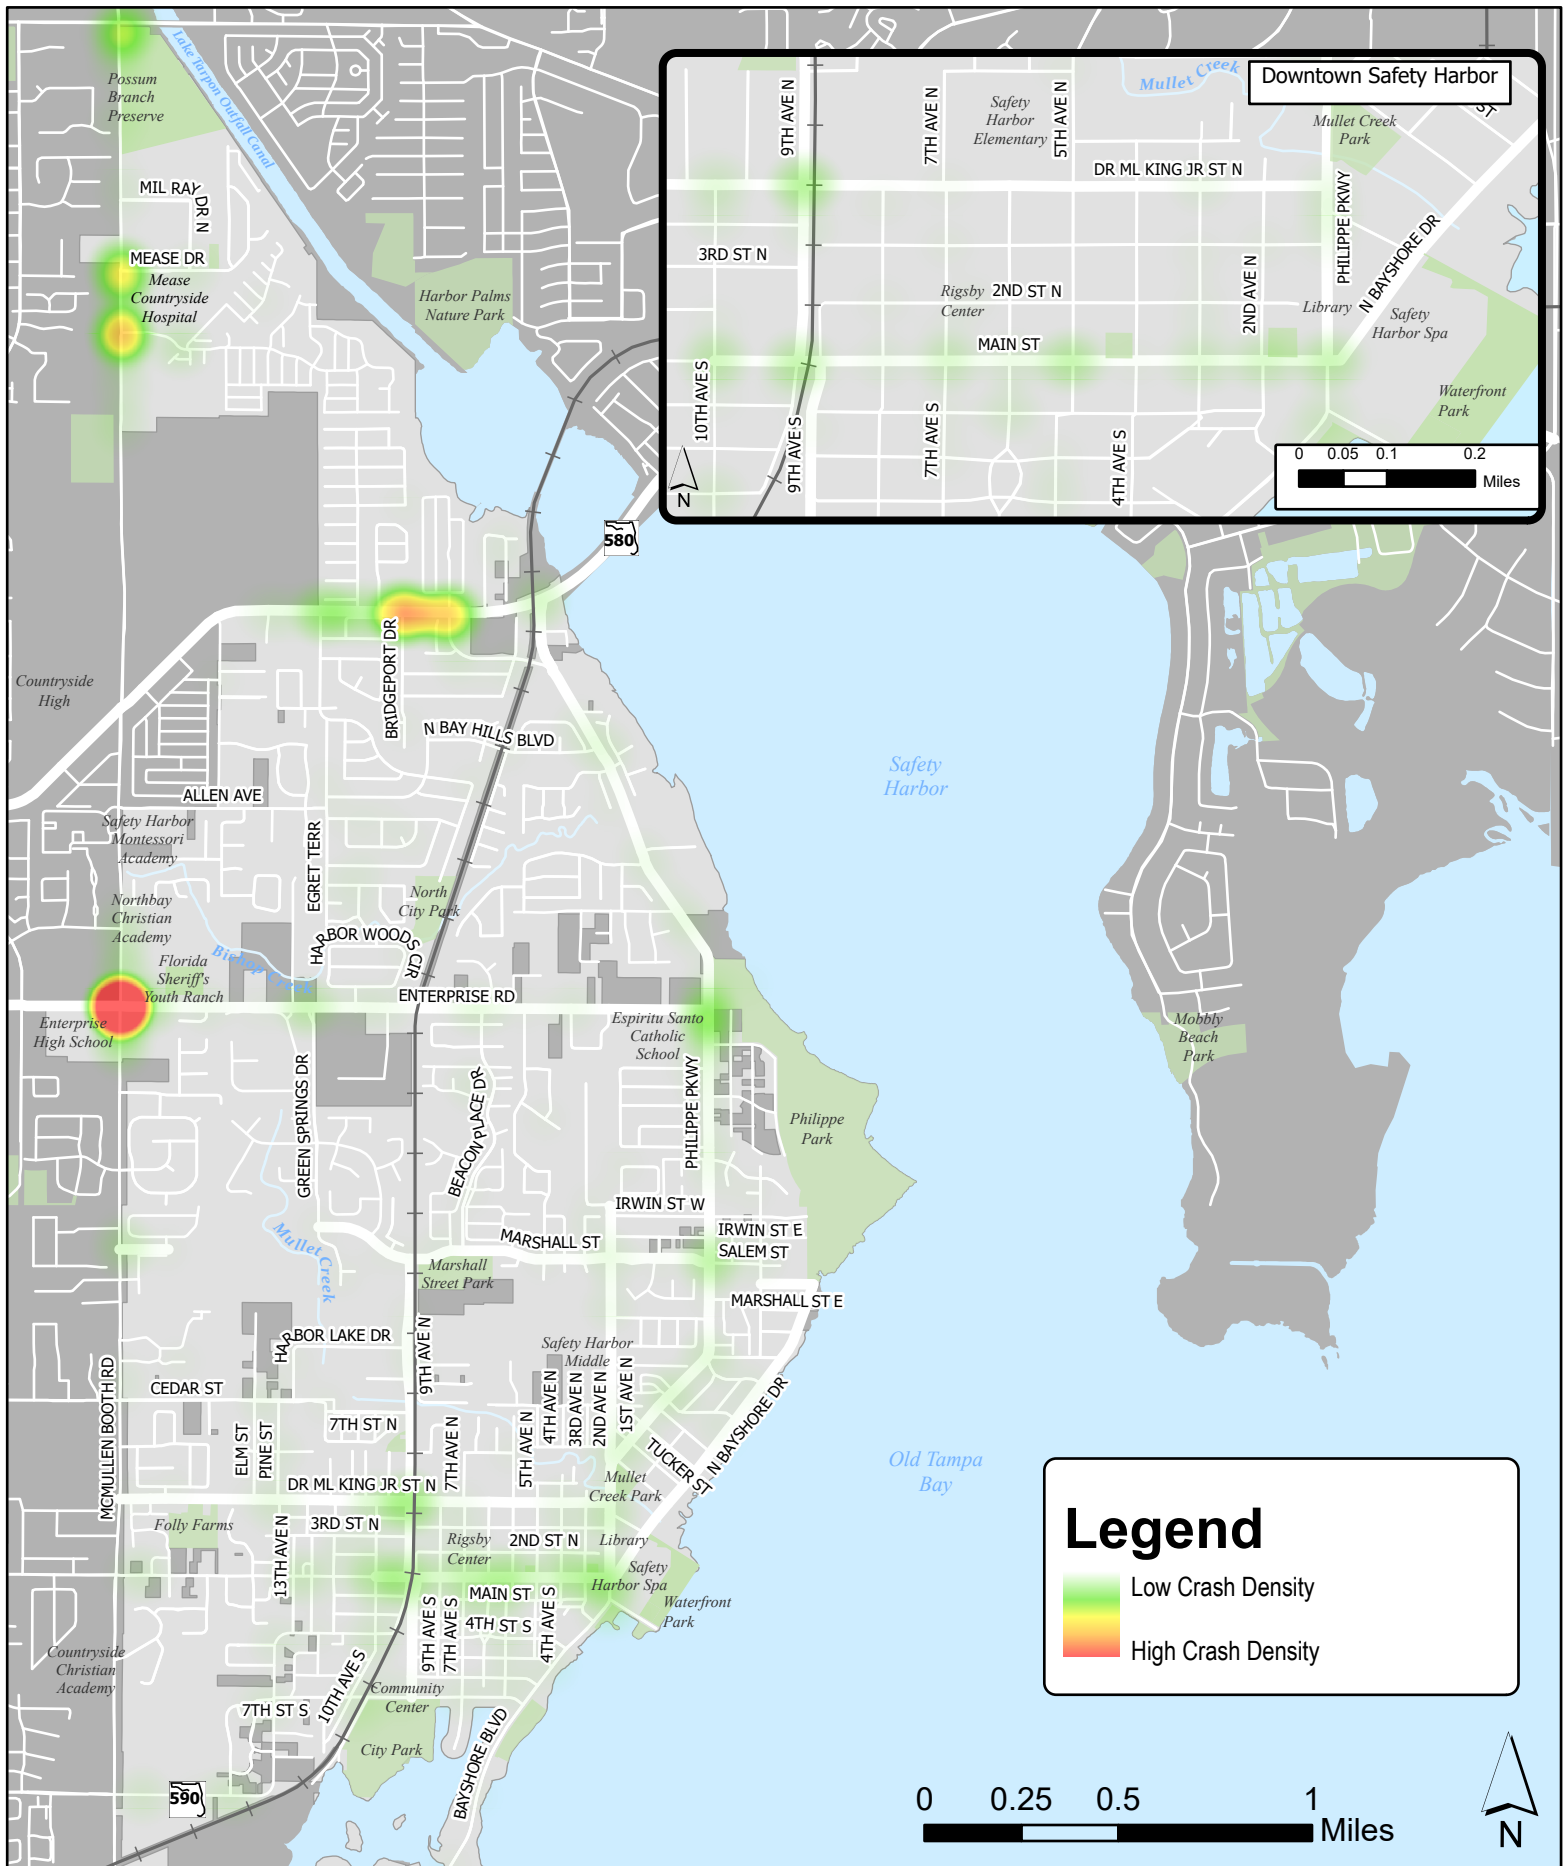 Lake Tarpon Outfall Canal
Possum
Branch
Preserve
MIL RAY DR N
MEASE DR
Mease
Countryside
Hospital
Harbor Palms
Nature Park
Downtown Safety Harbor
Mullet Creek
ST
9TH AVE N
7TH AVE N
Safety
Harbor
Elementary
5TH AVE N
Mullet Creek
Park
DR ML KING JR ST N
PHILIPPE PKWY
N BAYSHORE DR
3RD ST N
Rigsby
Center
2ND ST N
2ND AVE N
Library
Safety
Harbor Spa
MAIN ST
10TH AVE S
9TH AVE S
7TH AVE S
4TH AVE S
Waterfront
Park
0 0.05 0.1 0.2
Miles
N
580
BRIDGEPORT DR
Countryside
High
N BAY HILLS BLVD
Safety
Harbor
ALLEN AVE
Safety Harbor
Montessori
Academy
EGRET TERR
North
City Park
Northbay
Christian
Academy
HARBOR WOODS CIR
Bishop Creek
Florida
Sheriff's
Youth Ranch
ENTERPRISE RD
Enterprise
High School
Espiritu Santo
Catholic
School
Mobbly
Beach
Park
GREEN SPRINGS DR
BEACON PLACE DR
PHILIPPE PKWY
Philippe
Park
IRWIN ST W
IRWIN ST E
MARSHALL ST
SALEM ST
Mullet Creek
Marshall
Street Park
MARSHALL ST E
HARBOR LAKE DR
9TH AVE N
Safety Harbor
Middle
MCMULLEN BOOTH RD
CEDAR ST
4TH AVE N
3RD AVE N
2ND AVE N
1ST AVE N
N BAYSHORE DR
ELM ST
PINE ST
7TH ST N
7TH AVE N
5TH AVE N
TUCKER ST
Old Tampa
Bay
DR ML KING JR ST N
Mullet
Creek Park
Folly Farms
13TH AVE N
3RD ST N
Rigsby
Center
2ND ST N
Library
Safety
Harbor Spa
MAIN ST
Waterfront
Park
9TH AVE S
7TH AVE S
4TH ST S
4TH AVE S
Countryside
Christian
Academy
10TH AVE S
Community
Center
7TH ST S
City Park
BAYSHORE BLVD
590
Legend
Low Crash Density
High Crash Density
0 0.25 0.5 1
Miles
N